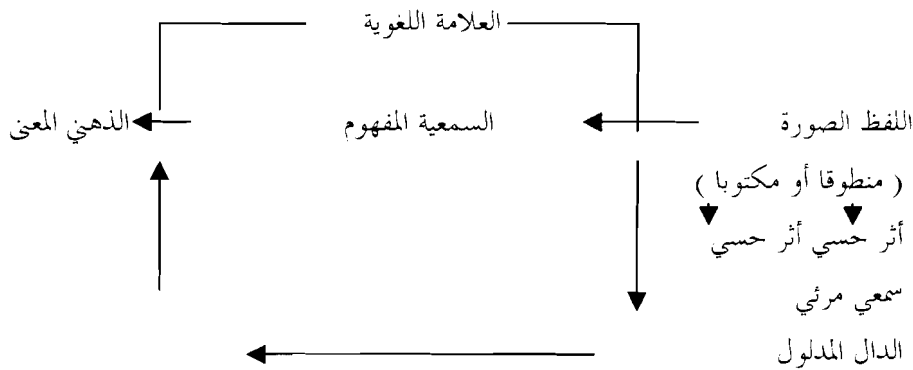 العلامة اللغوية
اللفظ الصورة السمعية المفهوم الذهني المعنى
( منطوقا أو مكتوبا )
أثر حسي أثر حسي
سمعي مرئي
الدال المدلول